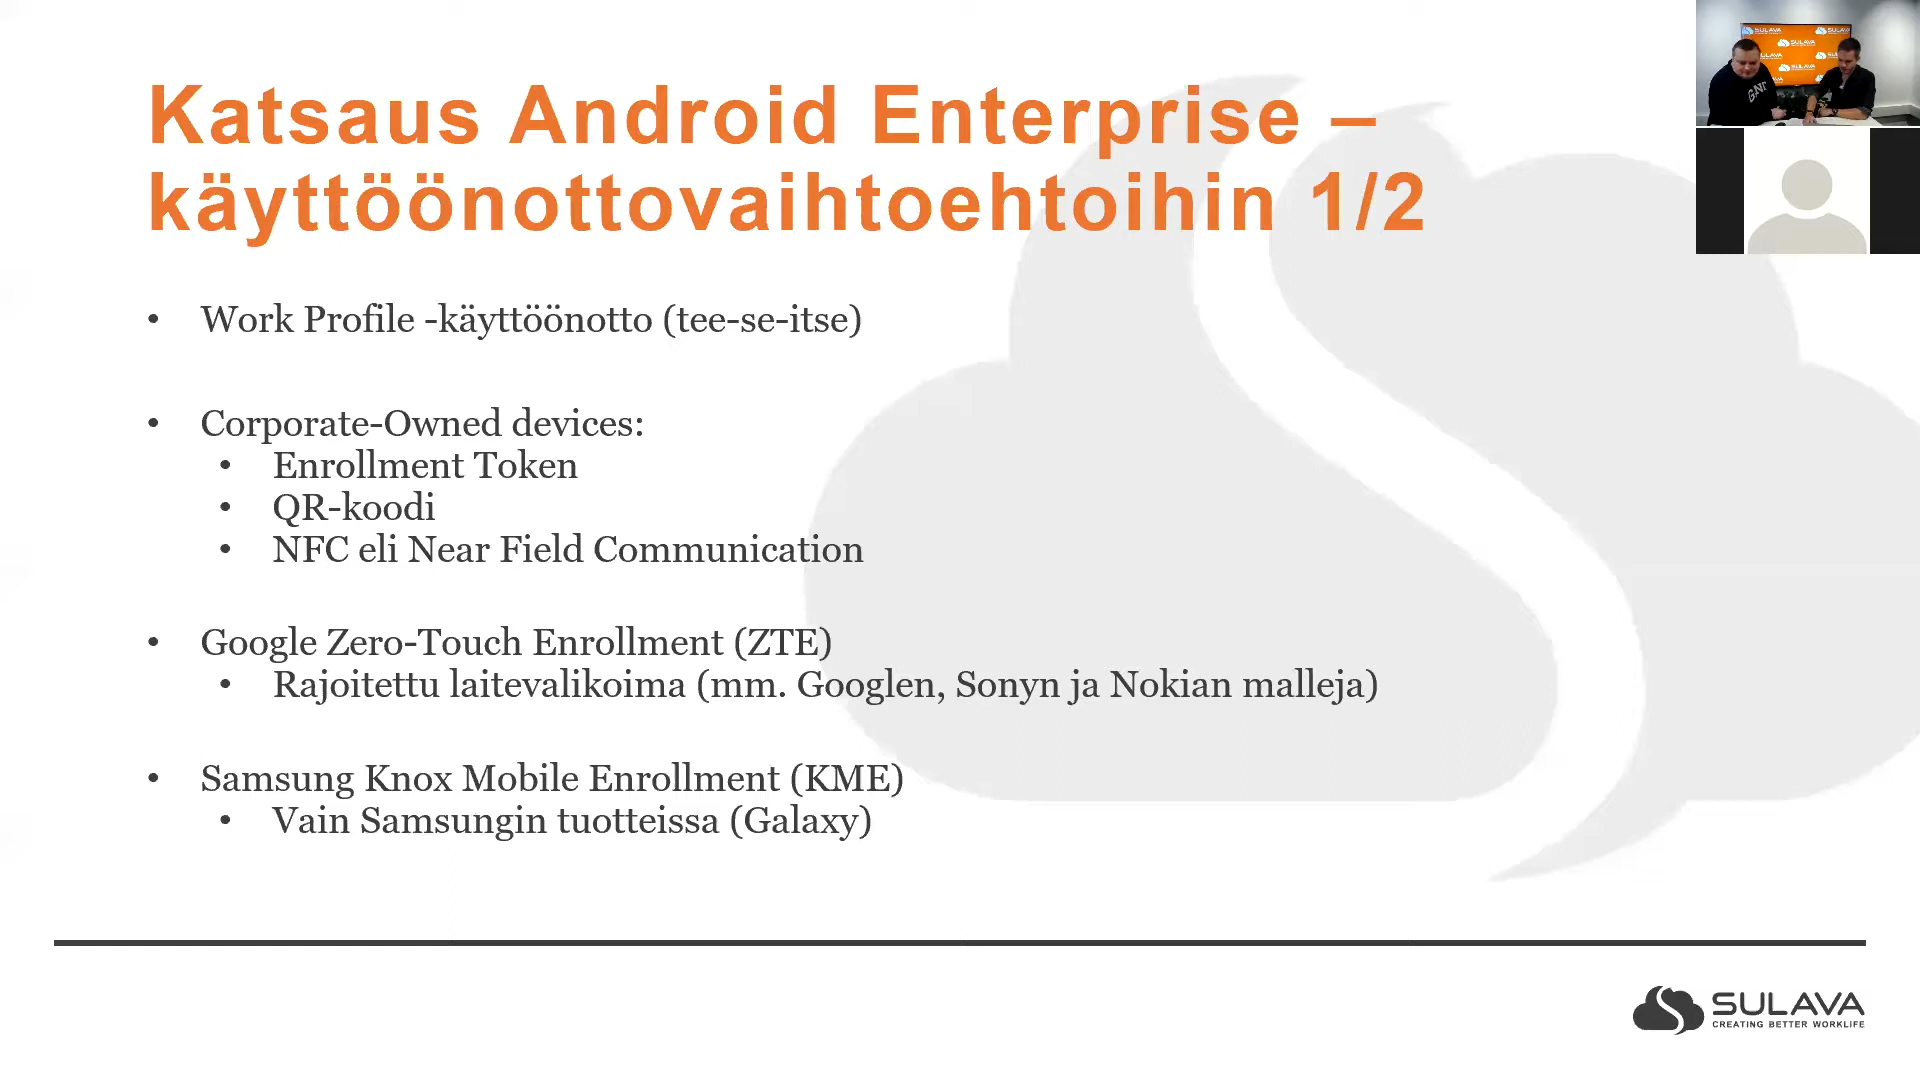 Katsaus Android Enterprise –
käyttöönottovaihtoehtoihin 1/2
• Work Profile -käyttöönotto (tee-se-itse)
• Corporate-Owned devices:
• Enrollment Token
• QR-koodi
• NFC eli Near Field Communication
• Google Zero-Touch Enrollment (ZTE)
• Rajoitettu laitevalikoima (mm. Googlen, Sonyn ja Nokian malleja)
• Samsung Knox Mobile Enrollment (KME)
• Vain Samsungin tuotteissa (Galaxy)
SULAVA
CREATING BETTER WORKLIFE
SULAVA